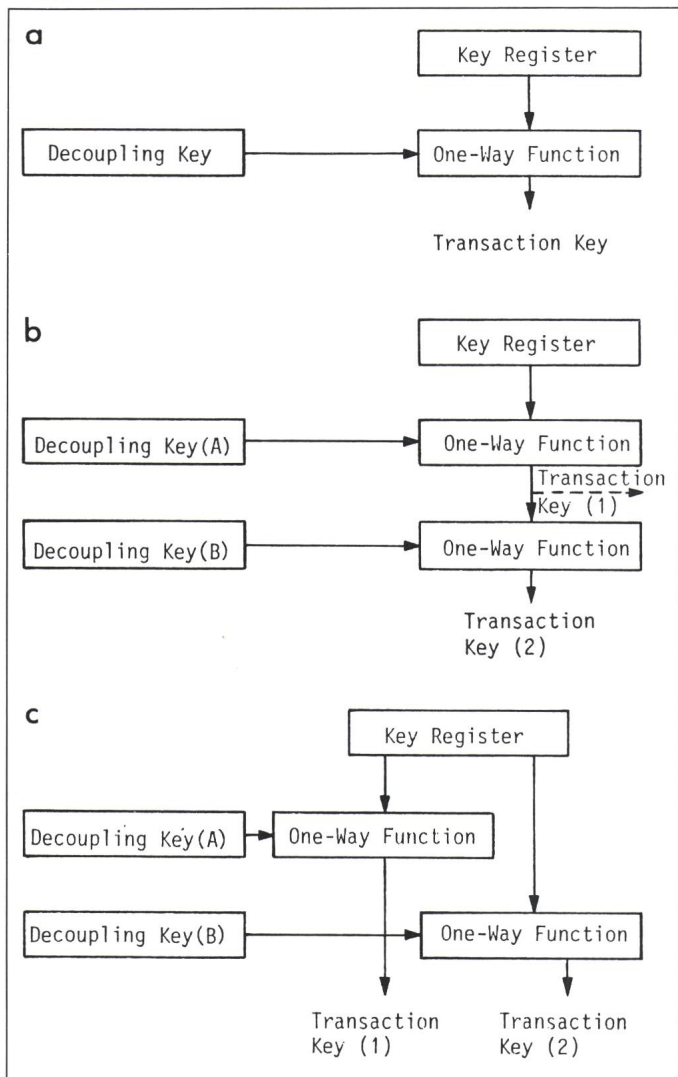 a
Key Register
Decoupling Key
One-Way Function
Transaction Key
b
Key Register
Decoupling Key(A)
One-Way Function
Transaction
Key (1)
Decoupling Key(B)
One-Way Function
Transaction
Key (2)
c
Key Register
Decoupling Key(A)
One-Way Function
Decoupling Key(B)
One-Way Function
Transaction
Key (1)
Transaction
Key (2)